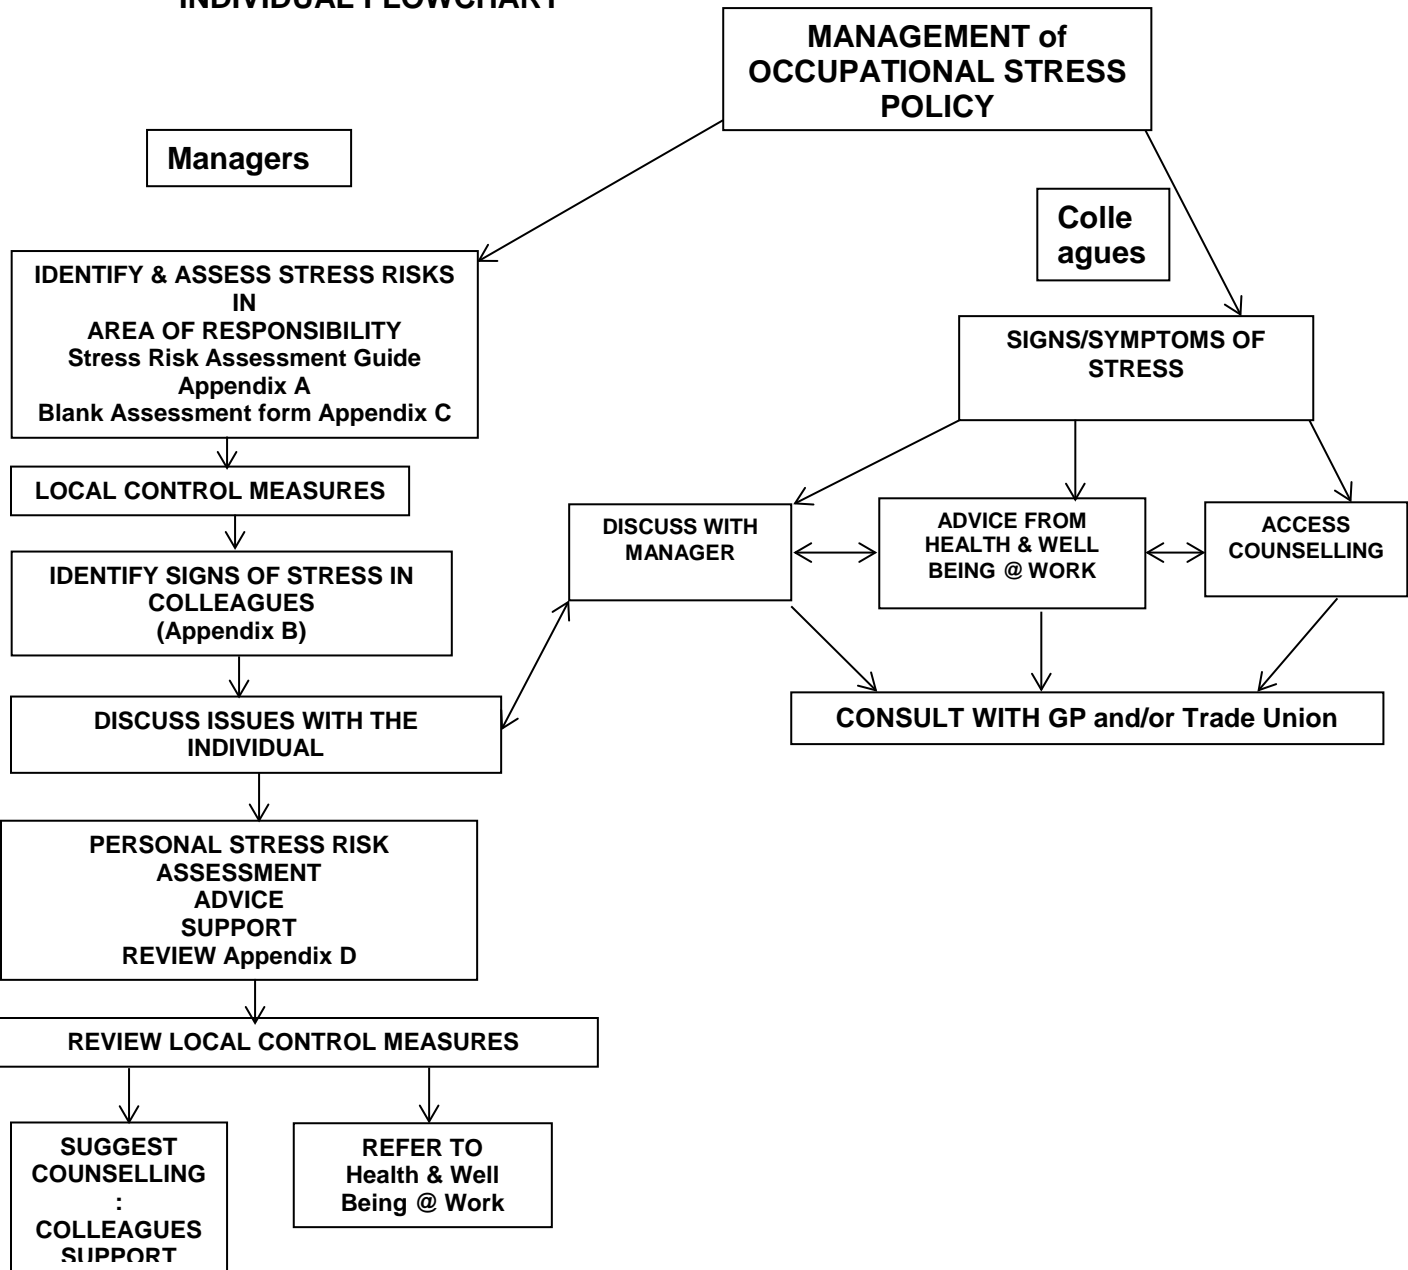 INDIVIDUAL FLOWCHART
MANAGEMENT of
OCCUPATIONAL STRESS
POLICY
Managers
Colle
agues
IDENTIFY & ASSESS STRESS RISKS
IN
AREA OF RESPONSIBILITY
Stress Risk Assessment Guide
Appendix A
Blank Assessment form Appendix C
SIGNS/SYMPTOMS OF
STRESS
LOCAL CONTROL MEASURES
DISCUSS WITH
MANAGER
ADVICE FROM
HEALTH & WELL
BEING @ WORK
ACCESS
COUNSELLING
IDENTIFY SIGNS OF STRESS IN
COLLEAGUES
(Appendix B)
DISCUSS ISSUES WITH THE
INDIVIDUAL
CONSULT WITH GP and/or Trade Union
PERSONAL STRESS RISK
ASSESSMENT
ADVICE
SUPPORT
REVIEW Appendix D
REVIEW LOCAL CONTROL MEASURES
SUGGEST
COUNSELLING
:
COLLEAGUES
SUPPORT
REFER TO
Health & Well
Being @ Work